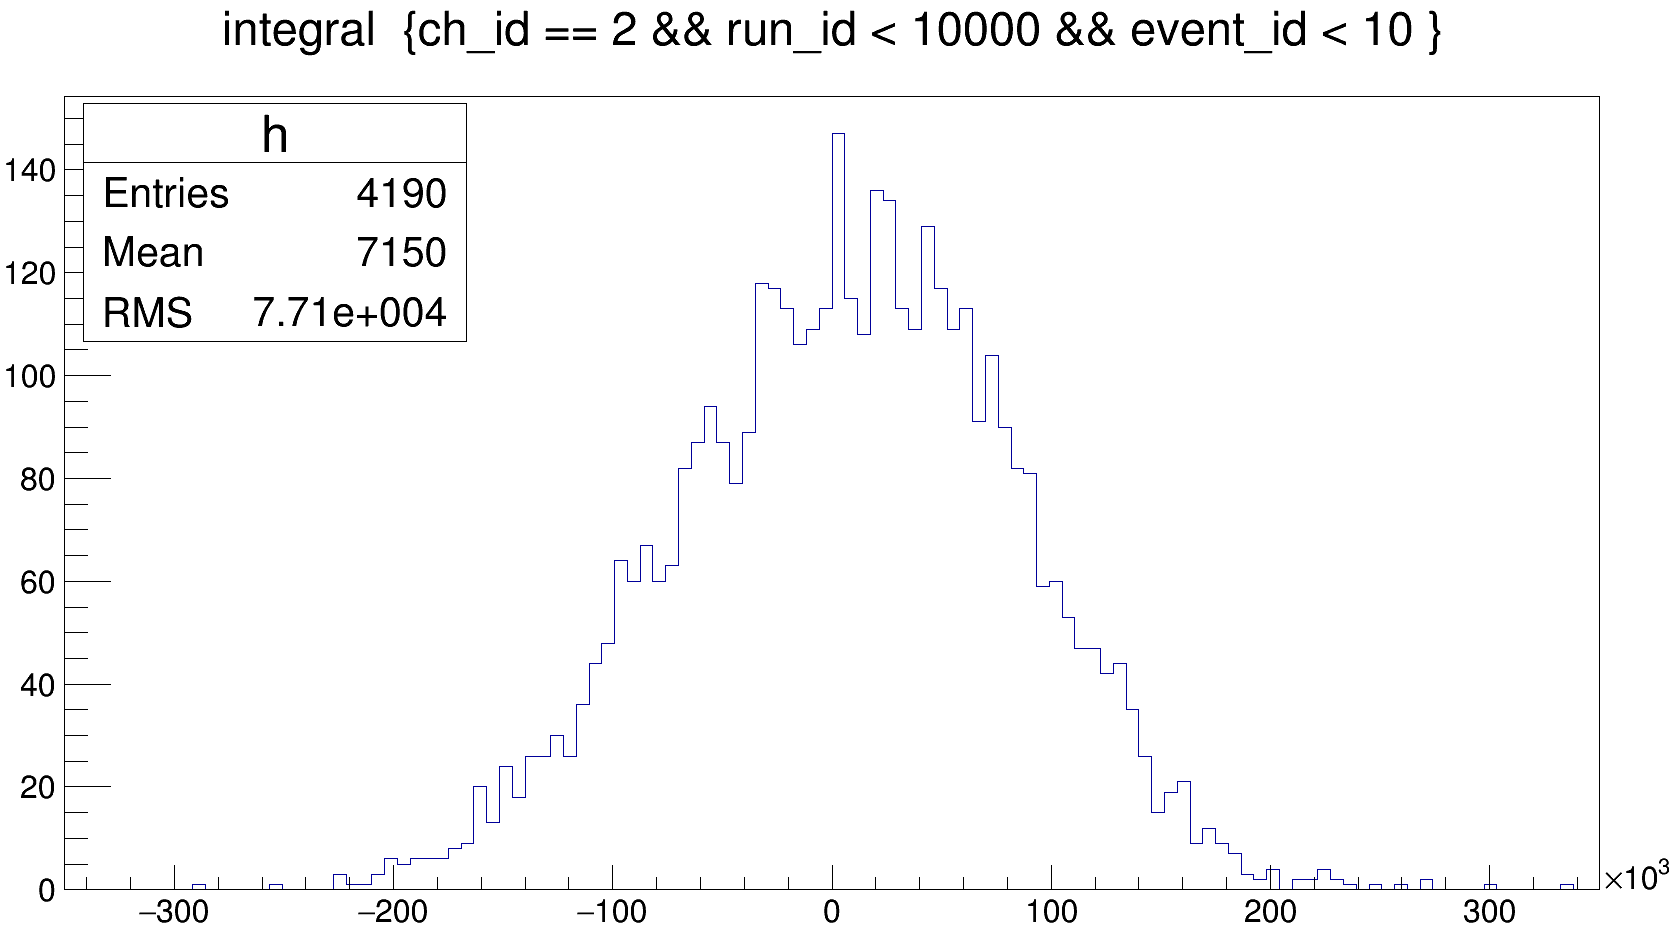 integral {ch_id == 2 && run_id < 10000 && event_id < 10 }
h
Entries 4190
Mean 7150
RMS 7.71e+004
140
120
100
80
60
40
20
0
−300 −200 −100 0 100 200 300 ×10³